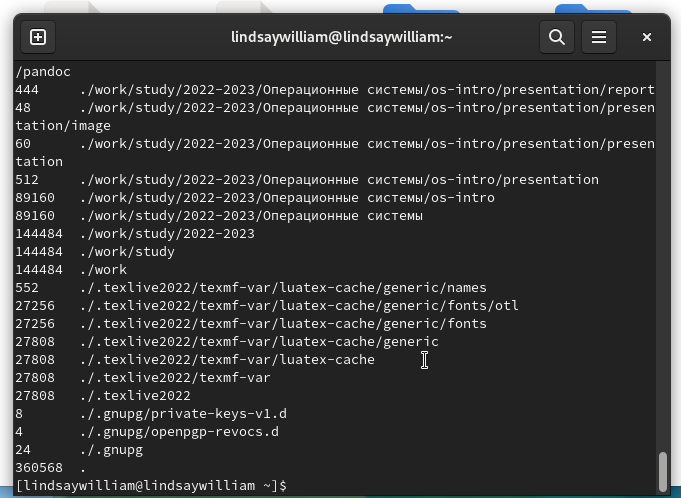 lindsaywilliam@lindsaywilliam:~
/pandoc
444 ./work/study/2022-2023/Операционные системы/os-intro/presentation/report
48 ./work/study/2022-2023/Операционные системы/os-intro/presentation/presen
tation/image
60 ./work/study/2022-2023/Операционные системы/os-intro/presentation/presen
tation
512 ./work/study/2022-2023/Операционные системы/os-intro/presentation
89160 ./work/study/2022-2023/Операционные системы/os-intro
89160 ./work/study/2022-2023/Операционные системы
144484 ./work/study/2022-2023
144484 ./work/study
144484 ./work
552 ./.texlive2022/texmf-var/luatex-cache/generic/names
27256 ./.texlive2022/texmf-var/luatex-cache/generic/fonts/otl
27256 ./.texlive2022/texmf-var/luatex-cache/generic/fonts
27808 ./.texlive2022/texmf-var/luatex-cache/generic
27808 ./.texlive2022/texmf-var/luatex-cache
27808 ./.texlive2022/texmf-var
27808 ./.texlive2022
8 ./.gnupg/private-keys-v1.d
4 ./.gnupg/openpgp-revocs.d
24 ./.gnupg
360568 .
[lindsaywilliam@lindsaywilliam ~]$